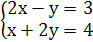 2x − y = 3
x + 2y = 4